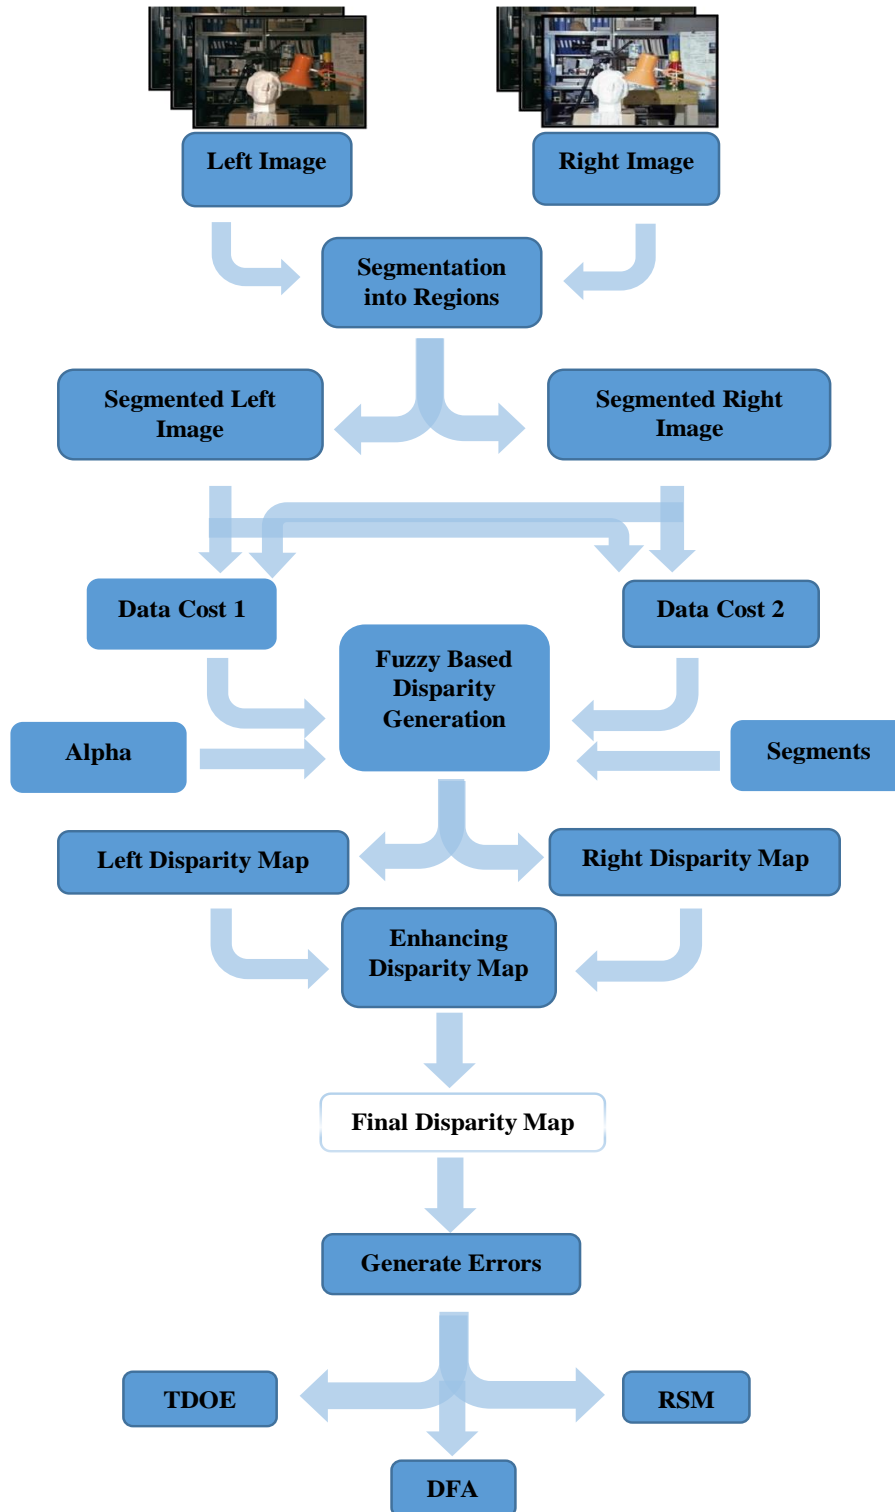 Left Image
Right Image
Segmentation
into Regions
Segmented Left
Image
Segmented Right
Image
Data Cost 1
Data Cost 2
Fuzzy Based
Disparity
Generation
Alpha
Segments
Left Disparity Map
Right Disparity Map
Enhancing
Disparity Map
Final Disparity Map
Generate Errors
TDOE
RSM
DFA